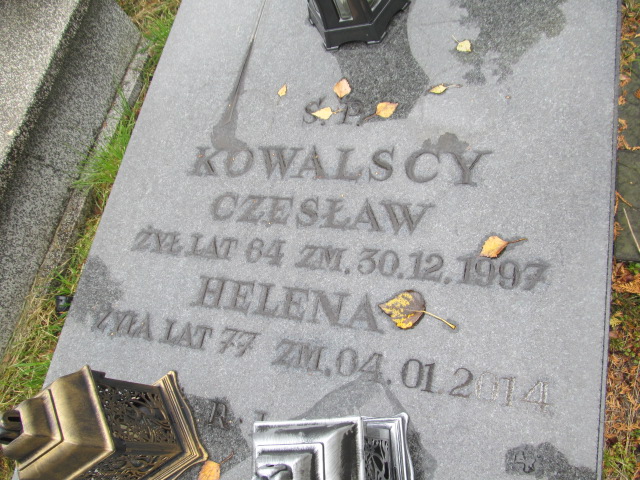 Ś. P.
KOWALSCY
CZESŁAW
ŻYŁ LAT 64 ZM. 30.12.1997
HELENA
ŻYŁA LAT 77 ZM. 04.01.2014
R. I.